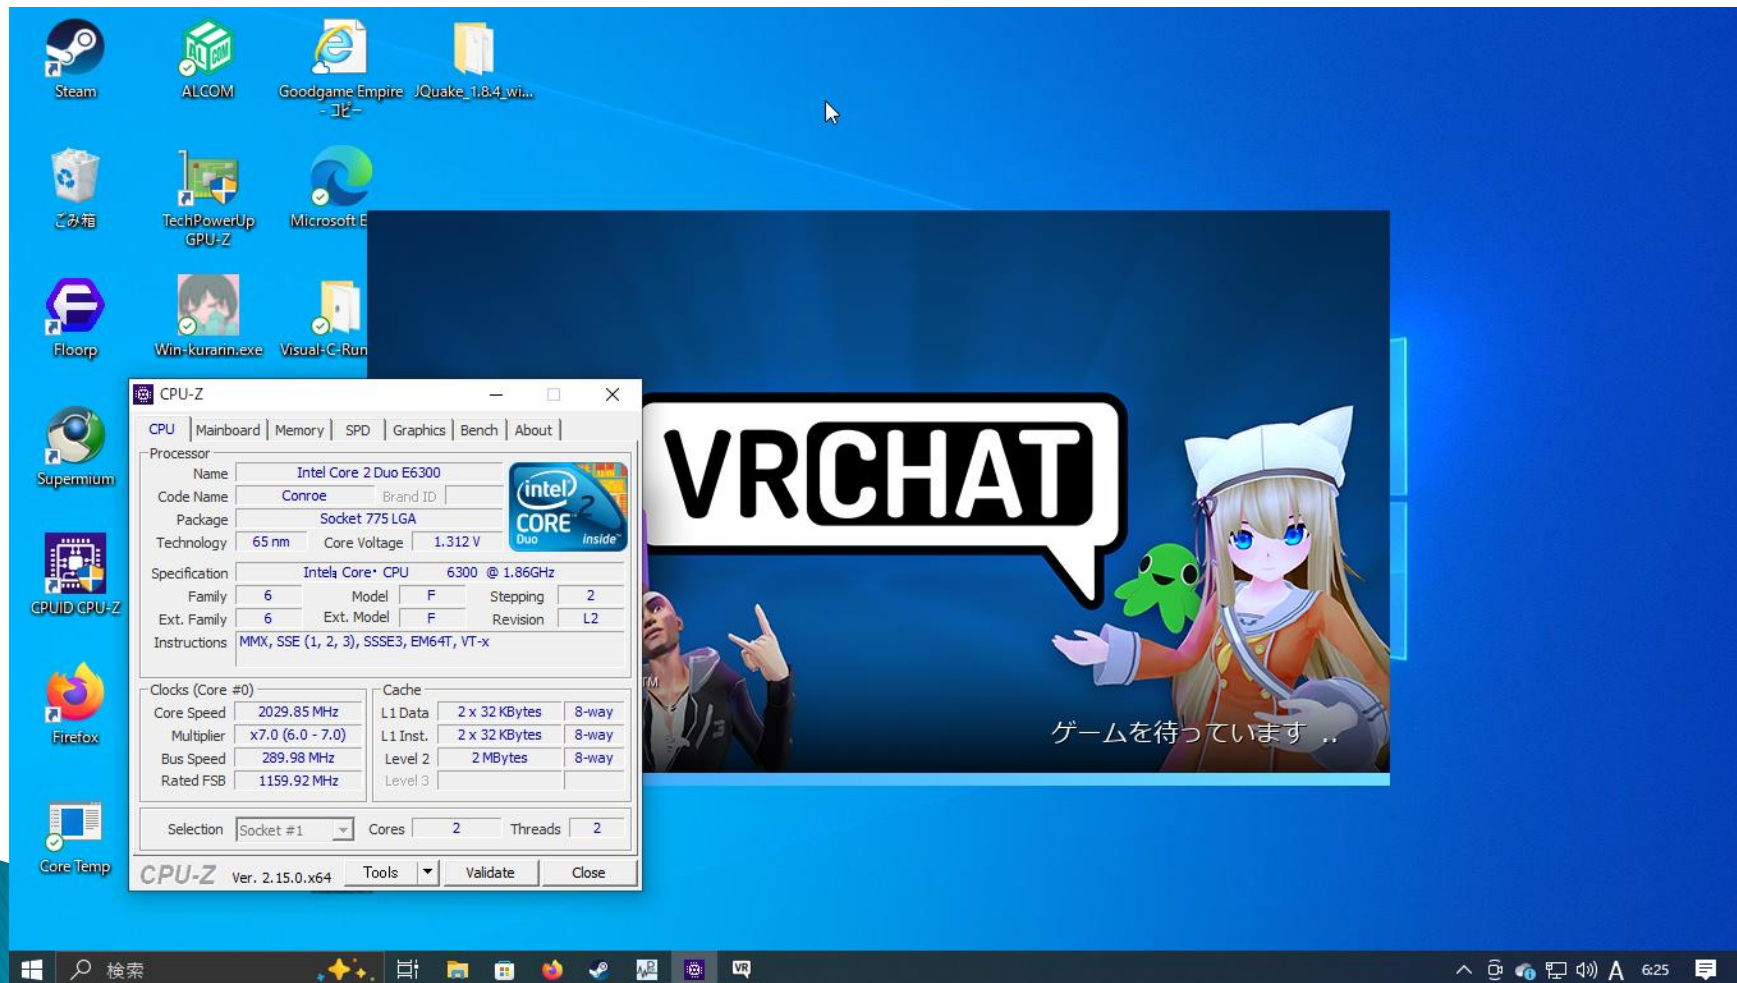 Steam
ALCOM
Goodgame Empire
- コピー
JQuake_1.8.4_wi...
ごみ箱
TechPowerUp
GPU-Z
Microsoft E
Floorp
Win-kurarin.exe
Visual-C-Run
Supermium
CPUID CPU-Z
Firefox
Core Temp
CPU-Z
CPU Mainboard Memory SPD Graphics Bench About
Processor
Name Intel Core 2 Duo E6300
Code Name Conroe Brand ID
Package Socket 775 LGA
Technology 65 nm Core Voltage 1.312 V
intel
CORE 2
Duo inside™
Specification Intel Core• CPU 6300 @ 1.86GHz
Family 6 Model F Stepping 2
Ext. Family 6 Ext. Model F Revision L2
Instructions MMX, SSE (1, 2, 3), SSSE3, EM64T, VT-x
Clocks (Core #0)
Core Speed 2029.85 MHz
Multiplier x7.0 (6.0 - 7.0)
Bus Speed 289.98 MHz
Rated FSB 1159.92 MHz
Cache
L1 Data 2 x 32 KBytes 8-way
L1 Inst. 2 x 32 KBytes 8-way
Level 2 2 MBytes 8-way
Level 3
Selection Socket #1 Cores 2 Threads 2
CPU-Z Ver. 2.15.0.x64 Tools Validate Close
VRCHAT
TM
ゲームを待っています ..
検索
VR
A 6:25